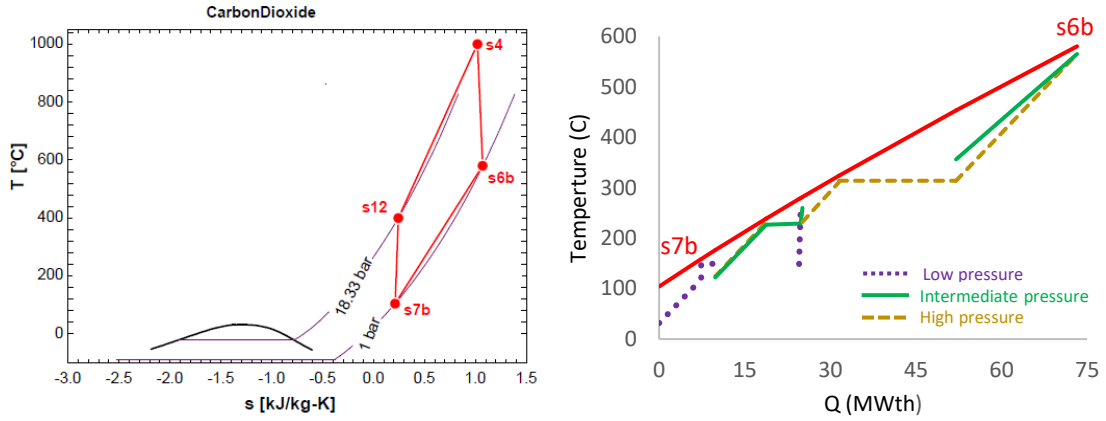 CarbonDioxide
T [°C]
1000
800
600
400
200
0
s4
s6b
s12
s7b
18.33 bar
1 bar
-3.0 -2.5 -2.0 -1.5 -1.0 -0.5 0.0 0.5 1.0 1.5
s [kJ/kg-K]
Temperture (C)
600
500
400
300
200
100
0
s6b
s7b
Low pressure
Intermediate pressure
High pressure
0 15 30 45 60 75
Q (MWth)